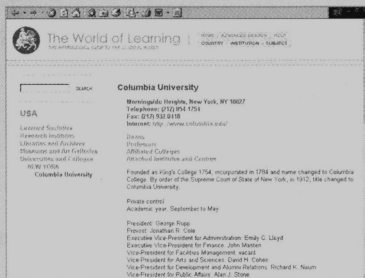 The World of Learning
HOME ADVANCED SEARCH HELP
COUNTRY INSTITUTION SUBJECTS
SEARCH
Columbia University
Morningside Heights, New York, NY 10027
Telephone: (212) 854-1754
Fax: (212) 932-0418
Internet: http://www.columbia.edu/
USA
Learned Societies
Research Institutes
Libraries and Archives
Museums and Art Galleries
Universities and Colleges
NEW YORK
Columbia University
Deans
Professors
Affiliated Colleges
Attached Institutes and Centres
Founded as King's College 1754, incorporated in 1784 and name changed to Columbia
College. By order of the Supreme Court of State of New York, in 1912, title changed to
Columbia University.
Private control
Academic year: September to May
President: George Rupp
Provost: Jonathan R. Cole
Executive Vice-President for Administration: Emily C. Lloyd
Executive Vice-President for Finance: John Masten
Vice-President for Facilities Management: vacant
Vice-President for Arts and Sciences: David H. Cohen
Vice-President for Development and Alumni Relations: Richard K. Naum
Vice-President for Public Affairs: Alan J. Stone